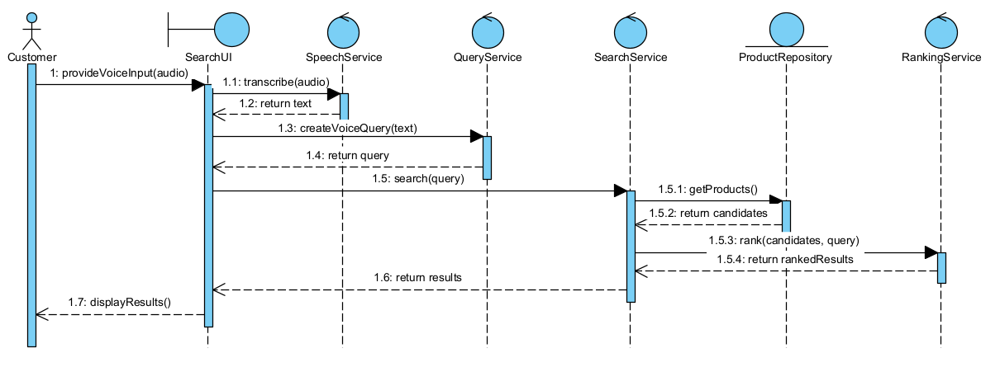 Customer
SearchUI
SpeechService
QueryService
SearchService
ProductRepository
RankingService
1: provideVoiceInput(audio)
1.1: transcribe(audio)
1.2: return text
1.3: createVoiceQuery(text)
1.4: return query
1.5: search(query)
1.5.1: getProducts()
1.5.2: return candidates
1.5.3: rank(candidates, query)
1.5.4: return rankedResults
1.6: return results
1.7: displayResults()